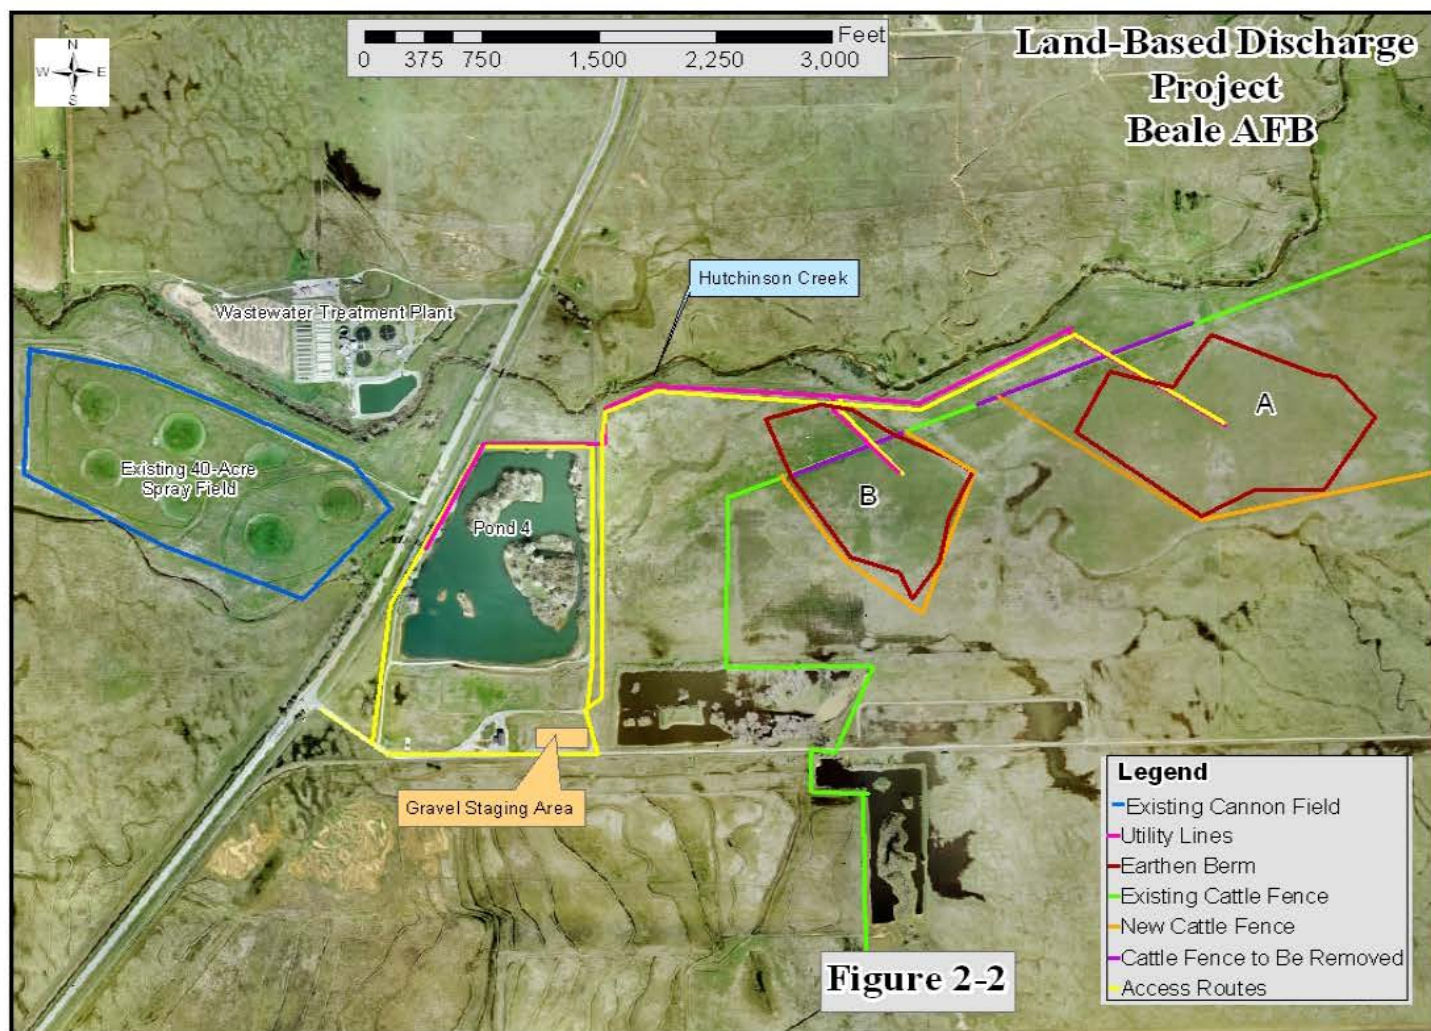 N
W E
S
Feet
0 375 750 1,500 2,250 3,000
Land-Based Discharge
Project
Beale AFB
Hutchinson Creek
Wastewater Treatment Plant
Existing 40-Acre
Spray Field
Pond 4
A
B
Gravel Staging Area
Legend
Existing Cannon Field
Utility Lines
Earthen Berm
Existing Cattle Fence
New Cattle Fence
Cattle Fence to Be Removed
Access Routes
Figure 2-2